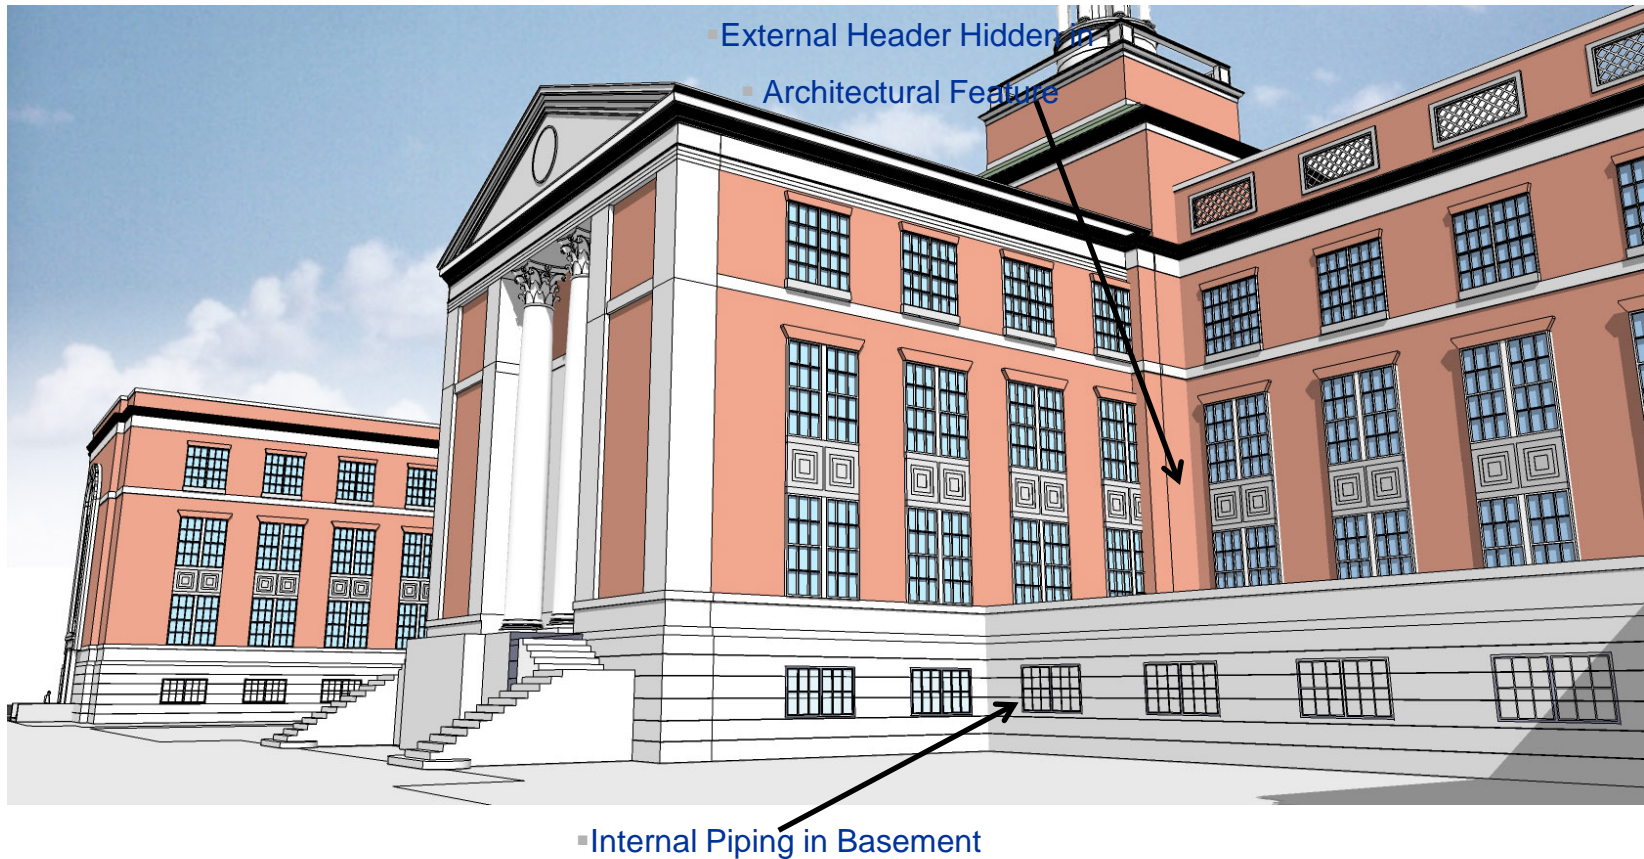 ▪External Header Hidden in
▪ Architectural Feature
▪Internal Piping in Basement